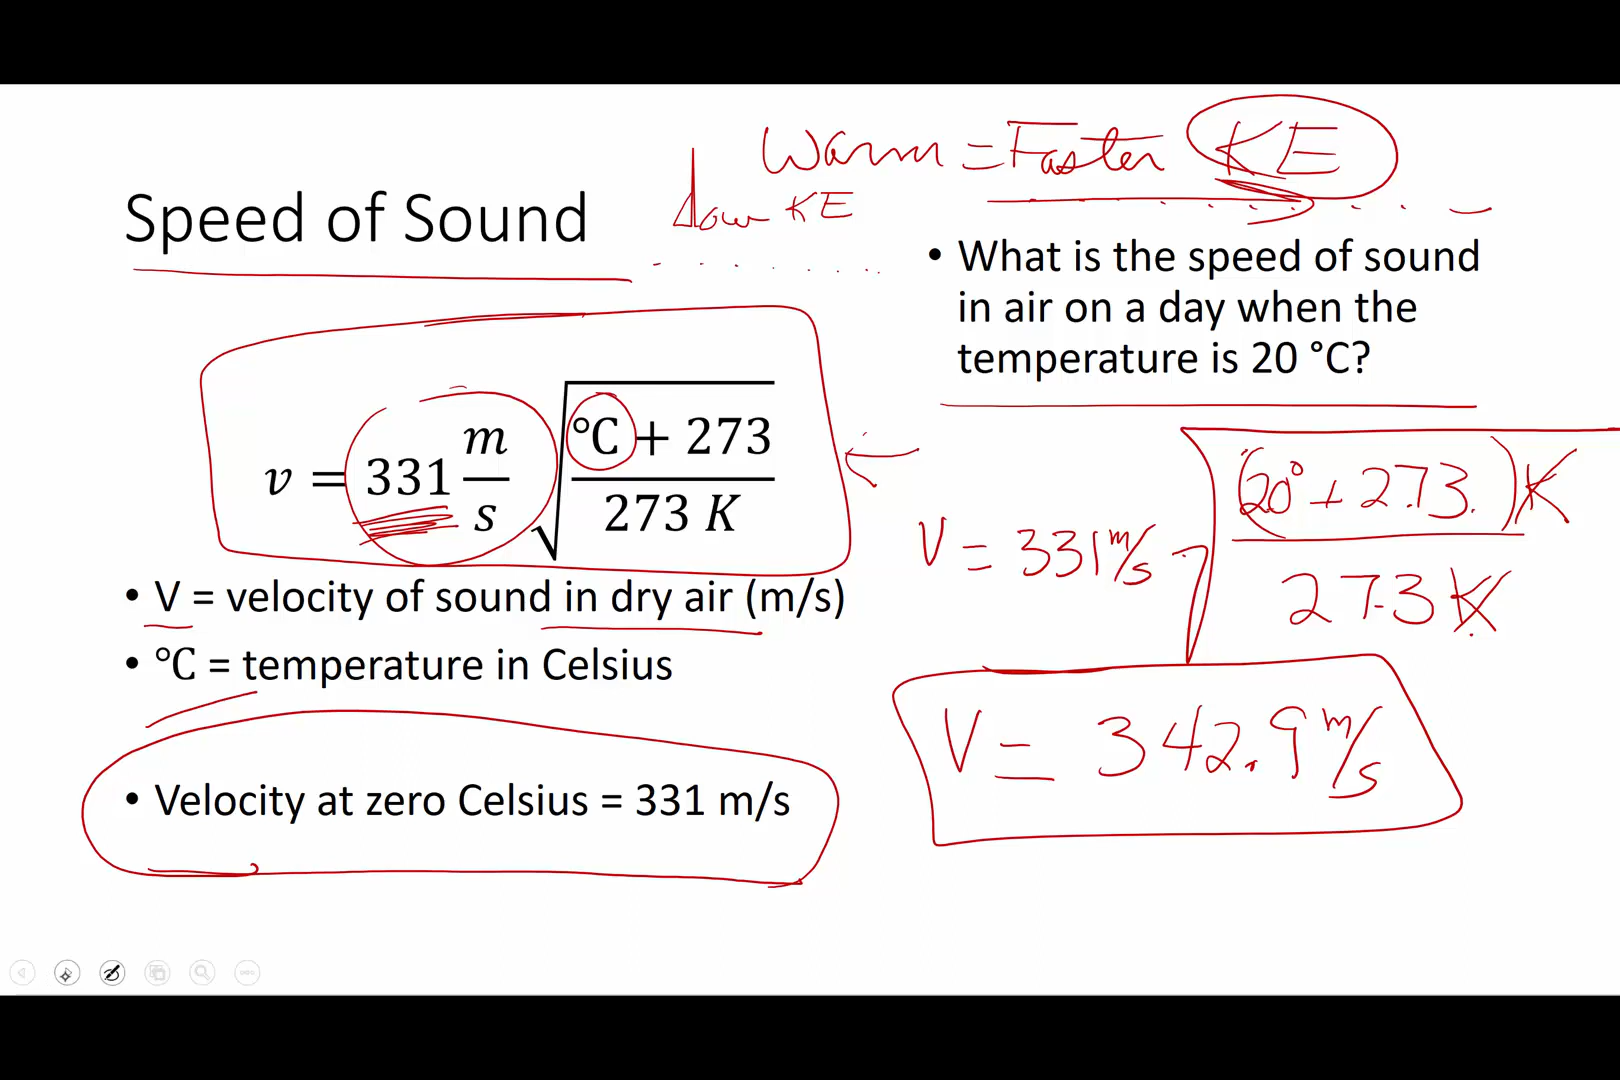 Warm = Faster KE
low KE
Speed of Sound
v = 331 m/s √((°C + 273)/(273 K))
• V = velocity of sound in dry air (m/s)
• °C = temperature in Celsius
• Velocity at zero Celsius = 331 m/s
• What is the speed of sound
in air on a day when the
temperature is 20 °C?
V = 331 m/s √((20° + 273.)K/(273 K))
V = 342.9 m/s